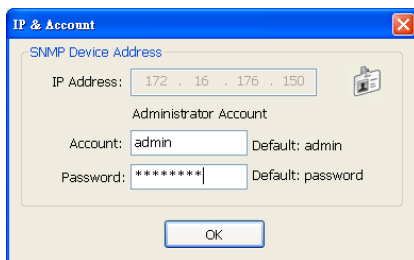 IP & Account
SNMP Device Address
IP Address: 172 . 16 . 176 . 150
Administrator Account
Account: admin Default: admin
Password: ******** Default: password
OK